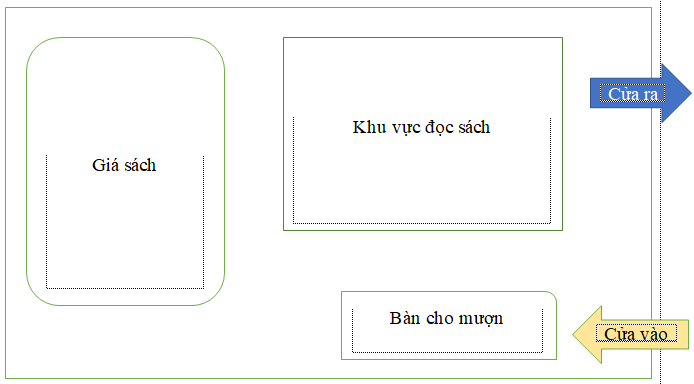 Cửa ra
Khu vực đọc sách
Giá sách
Bàn cho mượn
Cửa vào